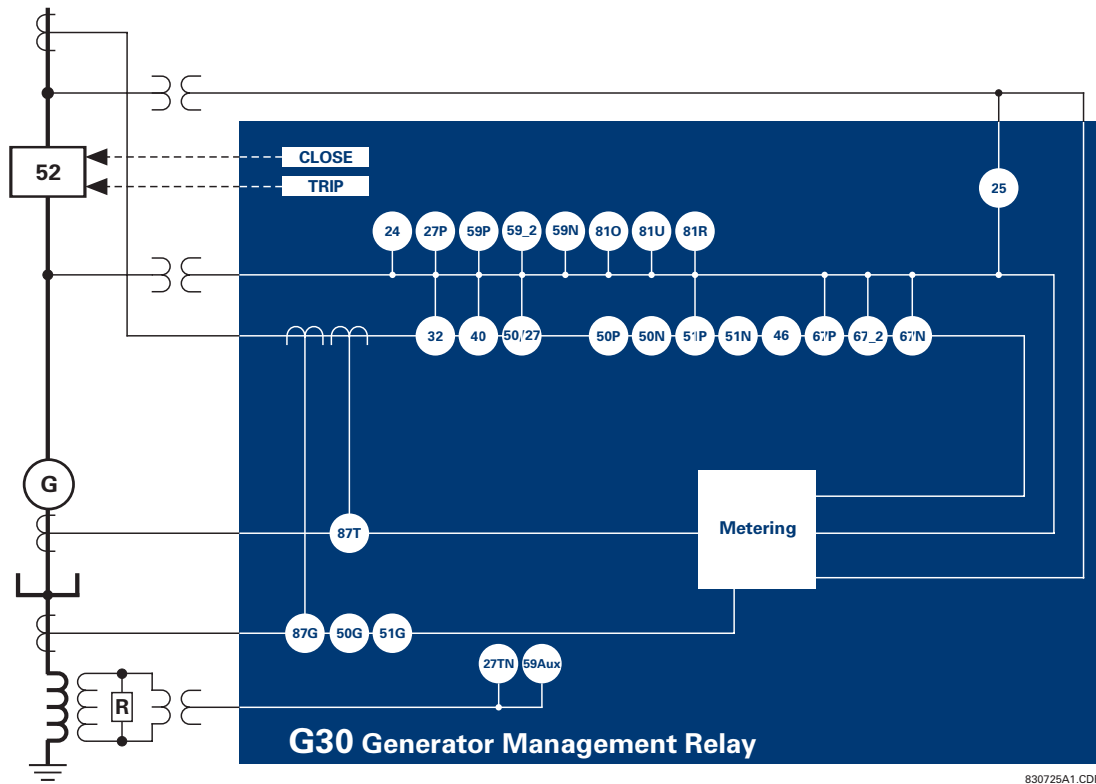 CLOSE
52
TRIP
25
24 27P 59P 59_2 59N 81O 81U 81R
32 40 50/27 50P 50N 51P 51N 46 67P 67_2 67N
G
87T
Metering
87G 50G 51G
27TN 59Aux
R
G30 Generator Management Relay
830725A1.CDR